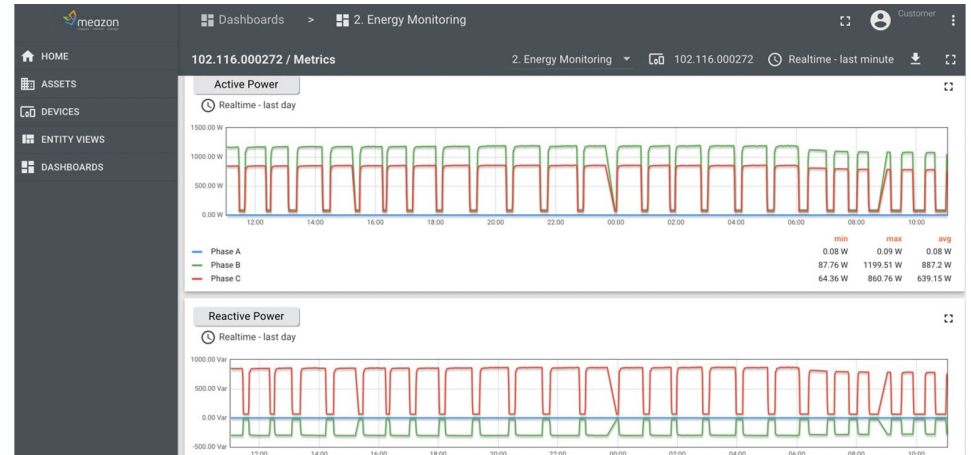 meazon
Dashboards > 2. Energy Monitoring
Customer
HOME
ASSETS
DEVICES
ENTITY VIEWS
DASHBOARDS
102.116.000272 / Metrics
2. Energy Monitoring 102.116.000272 Realtime - last minute
Active Power
Realtime - last day
1500.00 W
1000.00 W
500.00 W
0.00 W
12:00 14:00 16:00 18:00 20:00 22:00 00:00 02:00 04:00 06:00 08:00 10:00
min max avg
Phase A 0.08 W 0.09 W 0.08 W
Phase B 87.76 W 1199.51 W 887.2 W
Phase C 64.36 W 860.76 W 639.15 W
Reactive Power
Realtime - last day
1000.00 Var
500.00 Var
0.00 Var
-500.00 Var
12:00 14:00 16:00 18:00 20:00 22:00 00:00 02:00 04:00 06:00 08:00 10:00